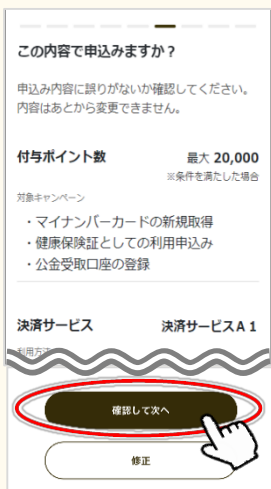 この内容で申込みますか？
申込み内容に誤りがないか確認してください。
内容はあとから変更できません。
付与ポイント数 最大 20,000
※条件を満たした場合
対象キャンペーン
・マイナンバーカードの新規取得
・健康保険証としての利用申込み
・公金受取口座の登録
決済サービス 決済サービスA 1
利用方法
確認して次へ
修正